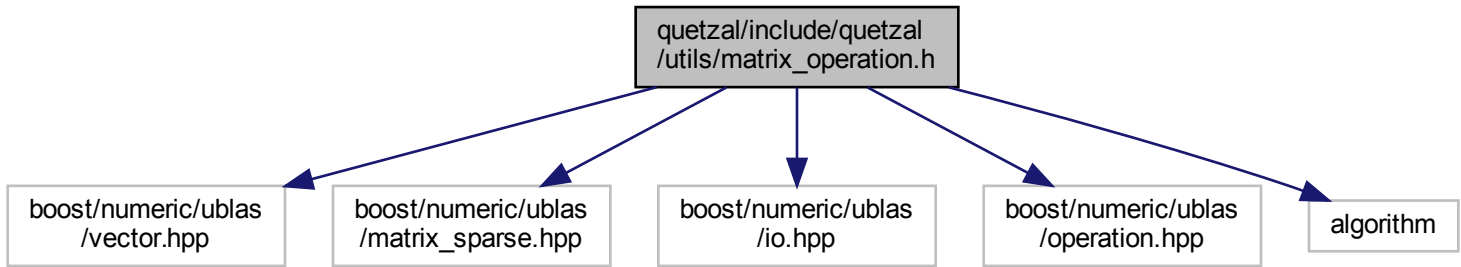 quetzal/include/quetzal
/utils/matrix_operation.h
boost/numeric/ublas
/vector.hpp
boost/numeric/ublas
/matrix_sparse.hpp
boost/numeric/ublas
/io.hpp
boost/numeric/ublas
/operation.hpp
algorithm